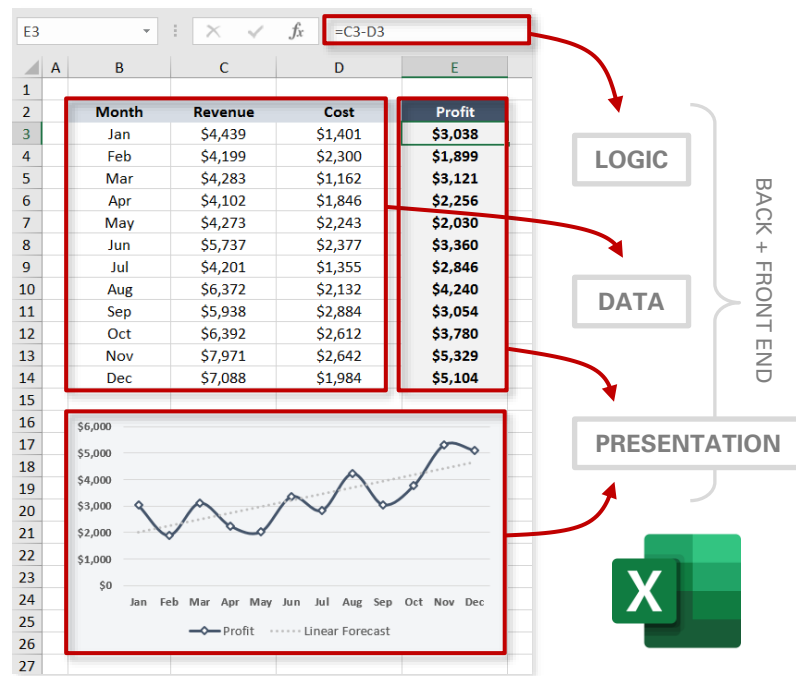 E3 fx =C3-D3
A B C D E
1
2 Month Revenue Cost Profit
3 Jan $4,439 $1,401 $3,038
4 Feb $4,199 $2,300 $1,899
5 Mar $4,283 $1,162 $3,121
6 Apr $4,102 $1,846 $2,256
7 May $4,273 $2,243 $2,030
8 Jun $5,737 $2,377 $3,360
9 Jul $4,201 $1,355 $2,846
10 Aug $6,372 $2,132 $4,240
11 Sep $5,938 $2,884 $3,054
12 Oct $6,392 $2,612 $3,780
13 Nov $7,971 $2,642 $5,329
14 Dec $7,088 $1,984 $5,104
15
16
17
18
19
20
21
22
23
24
25
26
27
$6,000
$5,000
$4,000
$3,000
$2,000
$1,000
$0
Jan Feb Mar Apr May Jun Jul Aug Sep Oct Nov Dec
Profit Linear Forecast
LOGIC
DATA
PRESENTATION
BACK + FRONT END
X